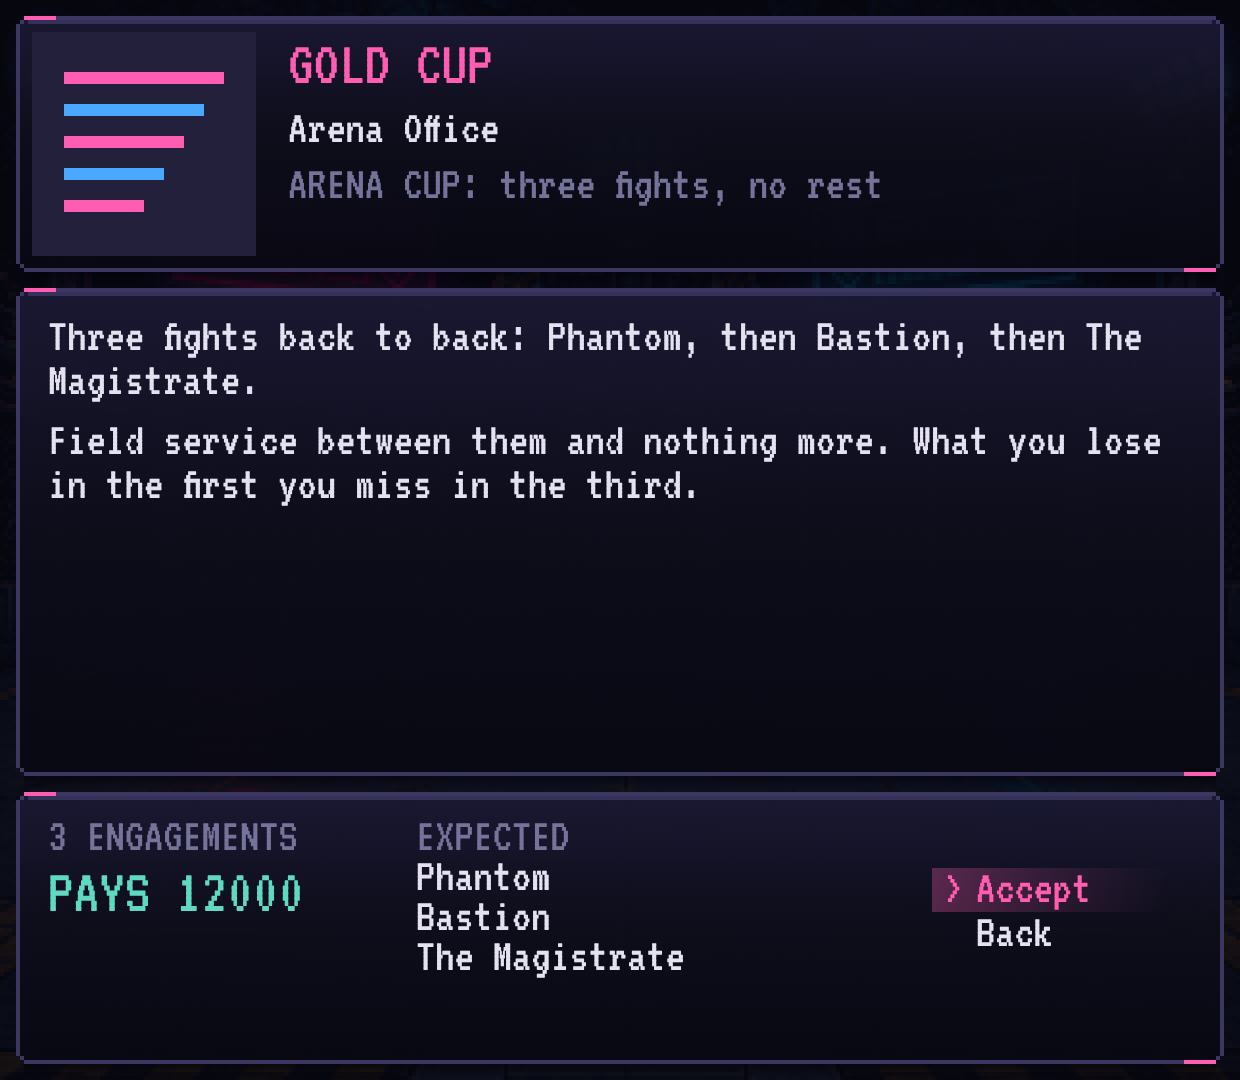 GOLD CUP
Arena Office
ARENA CUP: three fights, no rest
Three fights back to back: Phantom, then Bastion, then The
Magistrate.
Field service between them and nothing more. What you lose
in the first you miss in the third.
3 ENGAGEMENTS
PAYS 12000
EXPECTED
Phantom
Bastion
The Magistrate
> Accept
Back